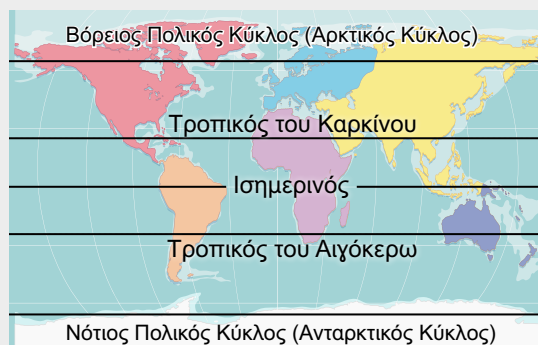 Βόρειος Πολικός Κύκλος (Αρκτικός Κύκλος)
Τροπικός του Καρκίνου
Ισημερινός
Τροπικός του Αιγόκερω
Νότιος Πολικός Κύκλος (Ανταρκτικός Κύκλος)